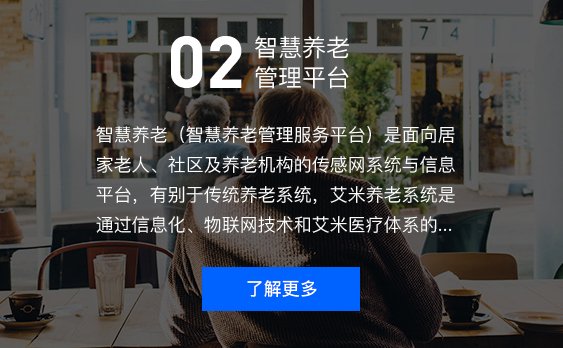 74
02
智慧养老
管理平台
智慧养老（智慧养老管理服务平台）是面向居
家老人、社区及养老机构的传感网系统与信息
平台，有别于传统养老系统，艾米养老系统是
通过信息化、物联网技术和艾米医疗体系的...
了解更多